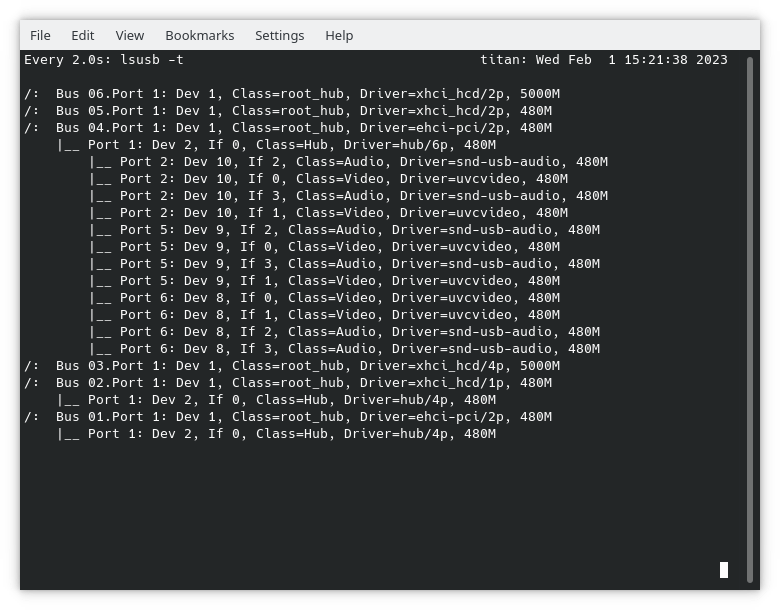 File Edit View Bookmarks Settings Help
Every 2.0s: lsusb -t titan: Wed Feb  1 15:21:38 2023
/:  Bus 06.Port 1: Dev 1, Class=root_hub, Driver=xhci_hcd/2p, 5000M
/:  Bus 05.Port 1: Dev 1, Class=root_hub, Driver=xhci_hcd/2p, 480M
/:  Bus 04.Port 1: Dev 1, Class=root_hub, Driver=ehci-pci/2p, 480M
    |__ Port 1: Dev 2, If 0, Class=Hub, Driver=hub/6p, 480M
        |__ Port 2: Dev 10, If 2, Class=Audio, Driver=snd-usb-audio, 480M
        |__ Port 2: Dev 10, If 0, Class=Video, Driver=uvcvideo, 480M
        |__ Port 2: Dev 10, If 3, Class=Audio, Driver=snd-usb-audio, 480M
        |__ Port 2: Dev 10, If 1, Class=Video, Driver=uvcvideo, 480M
        |__ Port 5: Dev 9, If 2, Class=Audio, Driver=snd-usb-audio, 480M
        |__ Port 5: Dev 9, If 0, Class=Video, Driver=uvcvideo, 480M
        |__ Port 5: Dev 9, If 3, Class=Audio, Driver=snd-usb-audio, 480M
        |__ Port 5: Dev 9, If 1, Class=Video, Driver=uvcvideo, 480M
        |__ Port 6: Dev 8, If 0, Class=Video, Driver=uvcvideo, 480M
        |__ Port 6: Dev 8, If 1, Class=Video, Driver=uvcvideo, 480M
        |__ Port 6: Dev 8, If 2, Class=Audio, Driver=snd-usb-audio, 480M
        |__ Port 6: Dev 8, If 3, Class=Audio, Driver=snd-usb-audio, 480M
/:  Bus 03.Port 1: Dev 1, Class=root_hub, Driver=xhci_hcd/4p, 5000M
/:  Bus 02.Port 1: Dev 1, Class=root_hub, Driver=xhci_hcd/1p, 480M
    |__ Port 1: Dev 2, If 0, Class=Hub, Driver=hub/4p, 480M
/:  Bus 01.Port 1: Dev 1, Class=root_hub, Driver=ehci-pci/2p, 480M
    |__ Port 1: Dev 2, If 0, Class=Hub, Driver=hub/4p, 480M